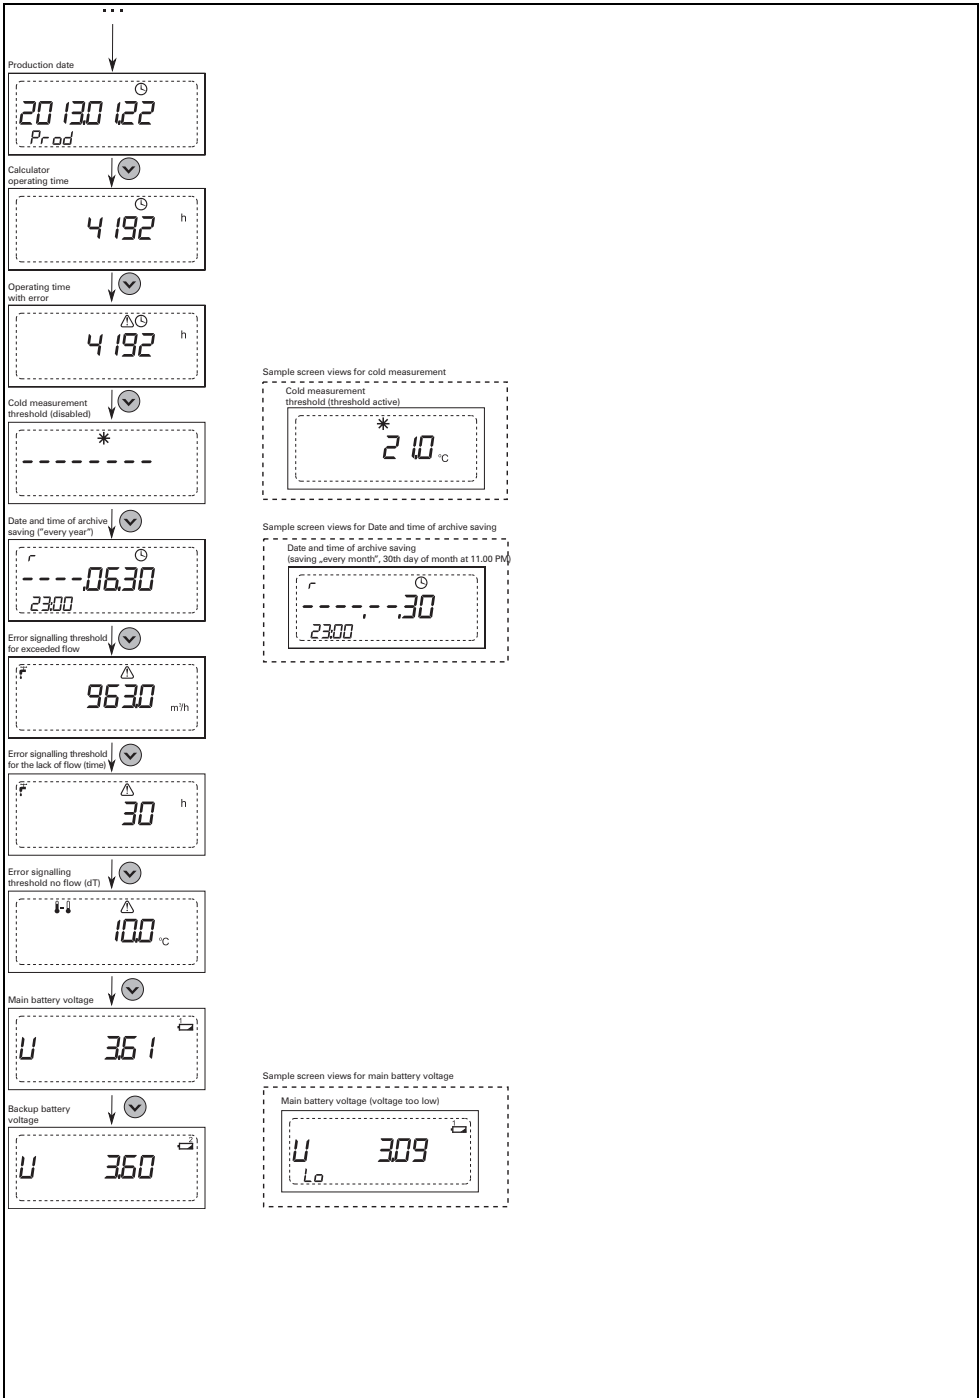 ...
Production date
2013.01.22
Prod
Calculator
operating time
4192 h
Operating time
with error
4192 h
Cold measurement
threshold (disabled)
--------
Date and time of archive
saving ("every year")
----.06.30
23:00
Error signalling threshold
for exceeded flow
963.0 m³/h
Error signalling threshold
for the lack of flow (time)
30 h
Error signalling
threshold no flow (dT)
10.0 °C
Main battery voltage
1
U 3.61
Backup battery
voltage
2
U 3.60
Sample screen views for cold measurement
Cold measurement
threshold (threshold active)
21.0 °C
Sample screen views for Date and time of archive saving
Date and time of archive saving
(saving „every month", 30th day of month at 11.00 PM)
----.--.30
23:00
Sample screen views for main battery voltage
Main battery voltage (voltage too low)
1
U 3.09
Lo